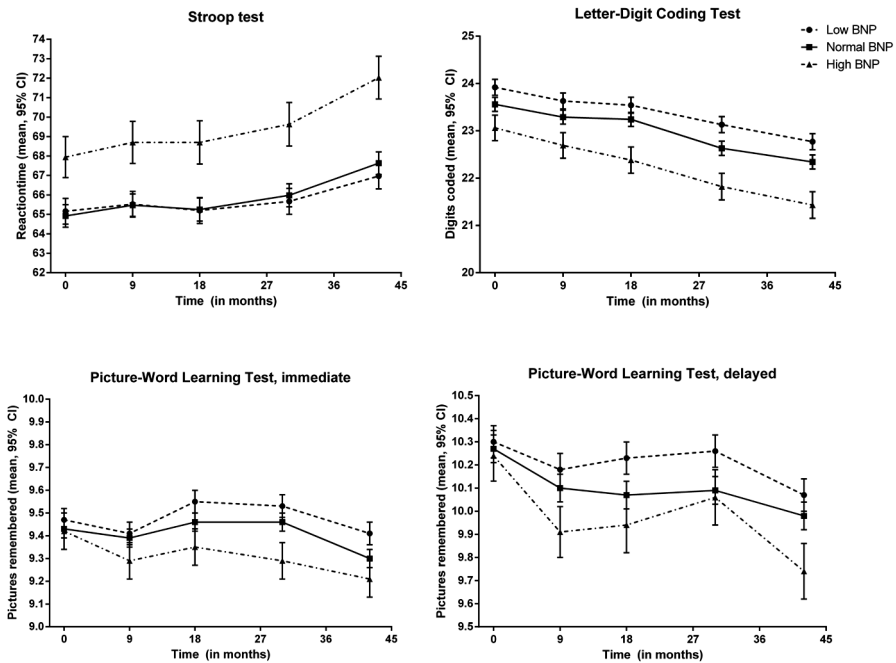 Stroop test
Reactiontime (mean, 95% CI)
74
73
72
71
70
69
68
67
66
65
64
63
62
0 9 18 27 36 45
Time (in months)
Letter-Digit Coding Test
Low BNP
Normal BNP
High BNP
Digits coded (mean, 95% CI)
25
24
23
22
21
20
0 9 18 27 36 45
Time (in months)
Picture-Word Learning Test, immediate
Pictures remembered (mean, 95% CI)
10.0
9.9
9.8
9.7
9.6
9.5
9.4
9.3
9.2
9.1
9.0
0 9 18 27 36 45
Time (in months)
Picture-Word Learning Test, delayed
Pictures remembered (mean, 95% CI)
10.5
10.4
10.3
10.2
10.1
10.0
9.9
9.8
9.7
9.6
9.5
0 9 18 27 36 45
Time (in months)